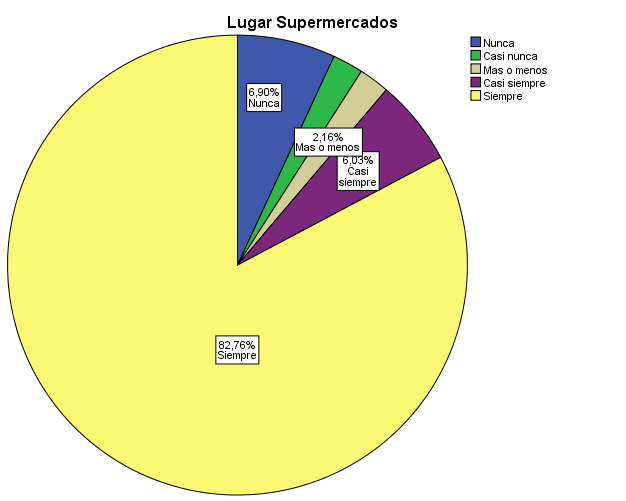 Lugar Supermercados
Nunca
Casi nunca
Mas o menos
Casi siempre
Siempre
6,90%
Nunca
2,16%
Mas o menos
6,03%
Casi
siempre
82,76%
Siempre